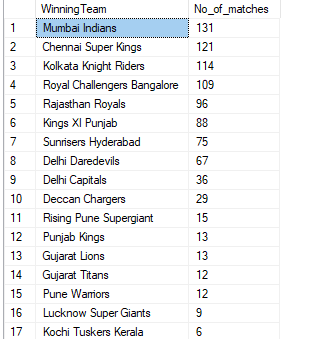 WinningTeam No_of_matches
1 Mumbai Indians 131
2 Chennai Super Kings 121
3 Kolkata Knight Riders 114
4 Royal Challengers Bangalore 109
5 Rajasthan Royals 96
6 Kings XI Punjab 88
7 Sunrisers Hyderabad 75
8 Delhi Daredevils 67
9 Delhi Capitals 36
10 Deccan Chargers 29
11 Rising Pune Supergiant 15
12 Punjab Kings 13
13 Gujarat Lions 13
14 Gujarat Titans 12
15 Pune Warriors 12
16 Lucknow Super Giants 9
17 Kochi Tuskers Kerala 6